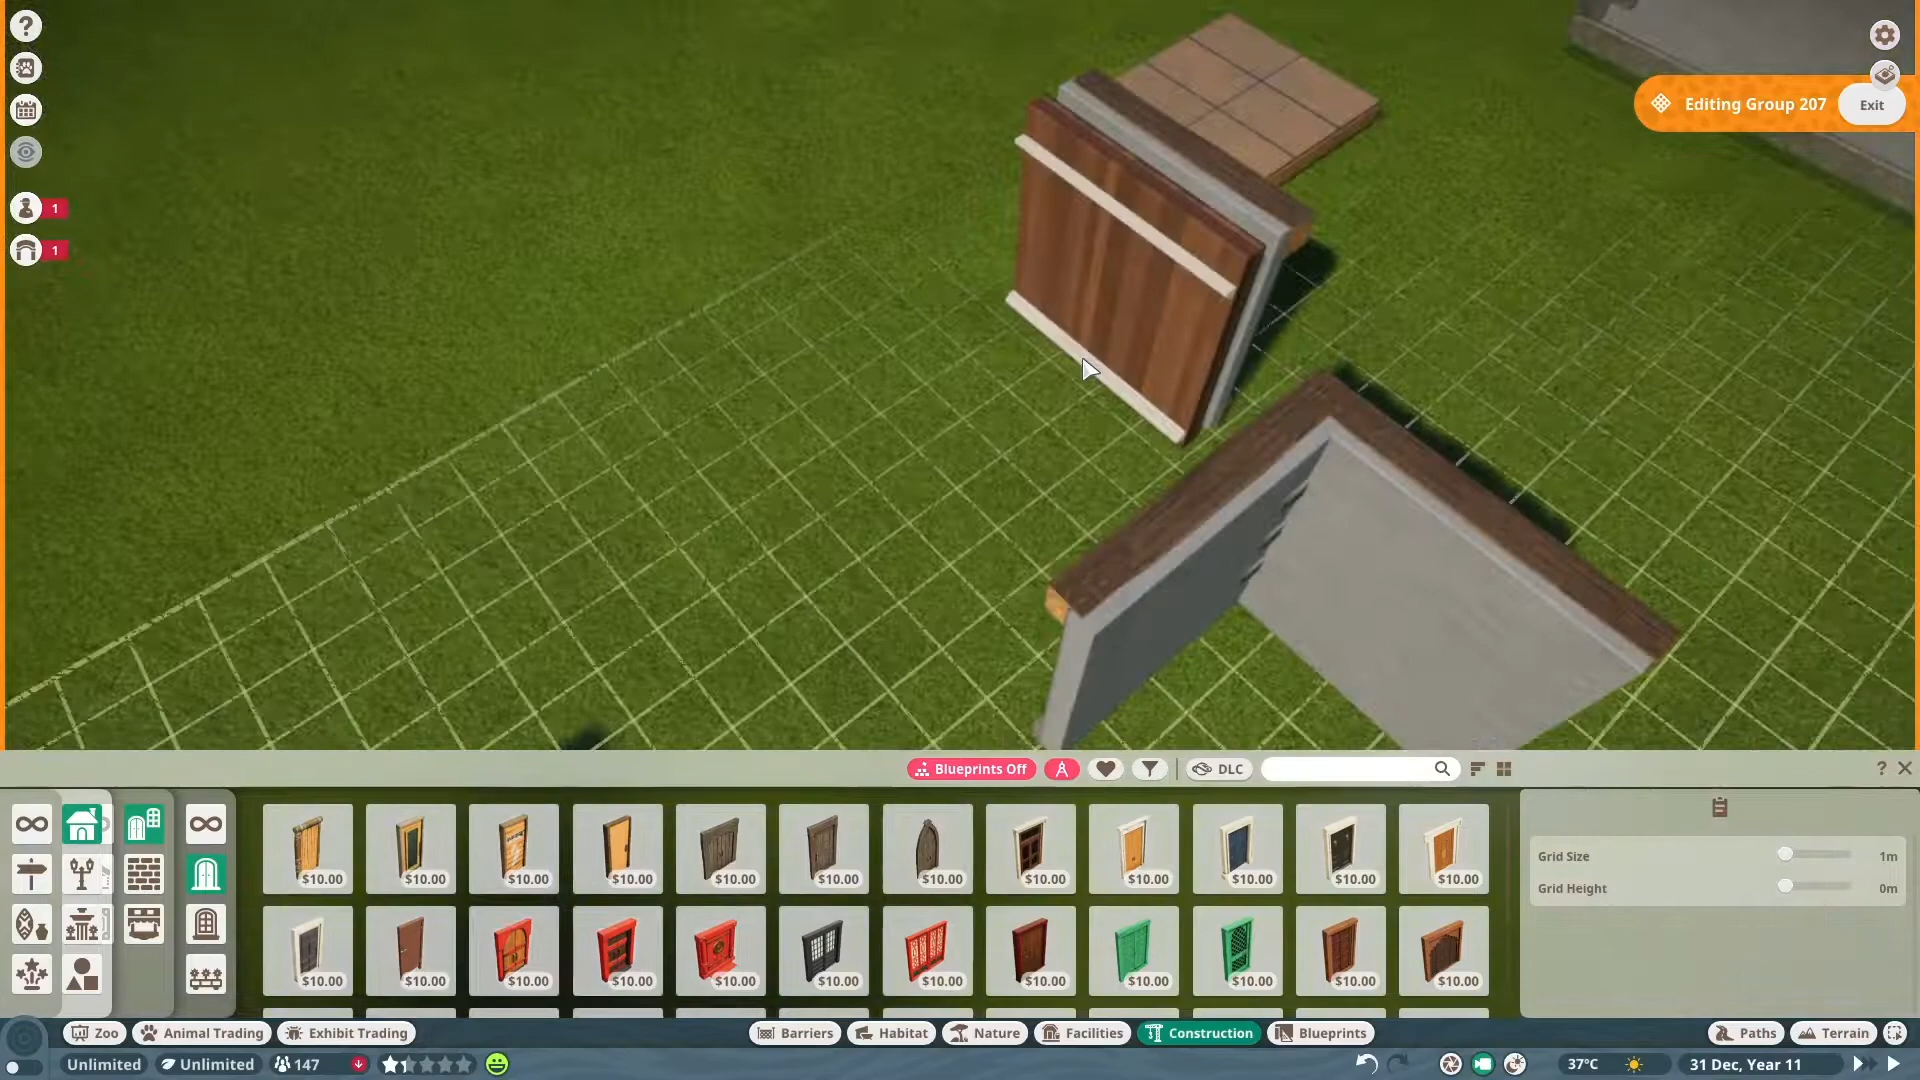 Editing Group 207
Exit
1
1
Blueprints Off
DLC
$10.00 $10.00 $10.00 $10.00 $10.00 $10.00 $10.00 $10.00 $10.00 $10.00 $10.00 $10.00
$10.00 $10.00 $10.00 $10.00 $10.00 $10.00 $10.00 $10.00 $10.00 $10.00 $10.00 $10.00
Grid Size 1m
Grid Height 0m
Zoo Animal Trading Exhibit Trading Barriers Habitat Nature Facilities Construction Blueprints Paths Terrain
Unlimited Unlimited 147 37°C 31 Dec, Year 11